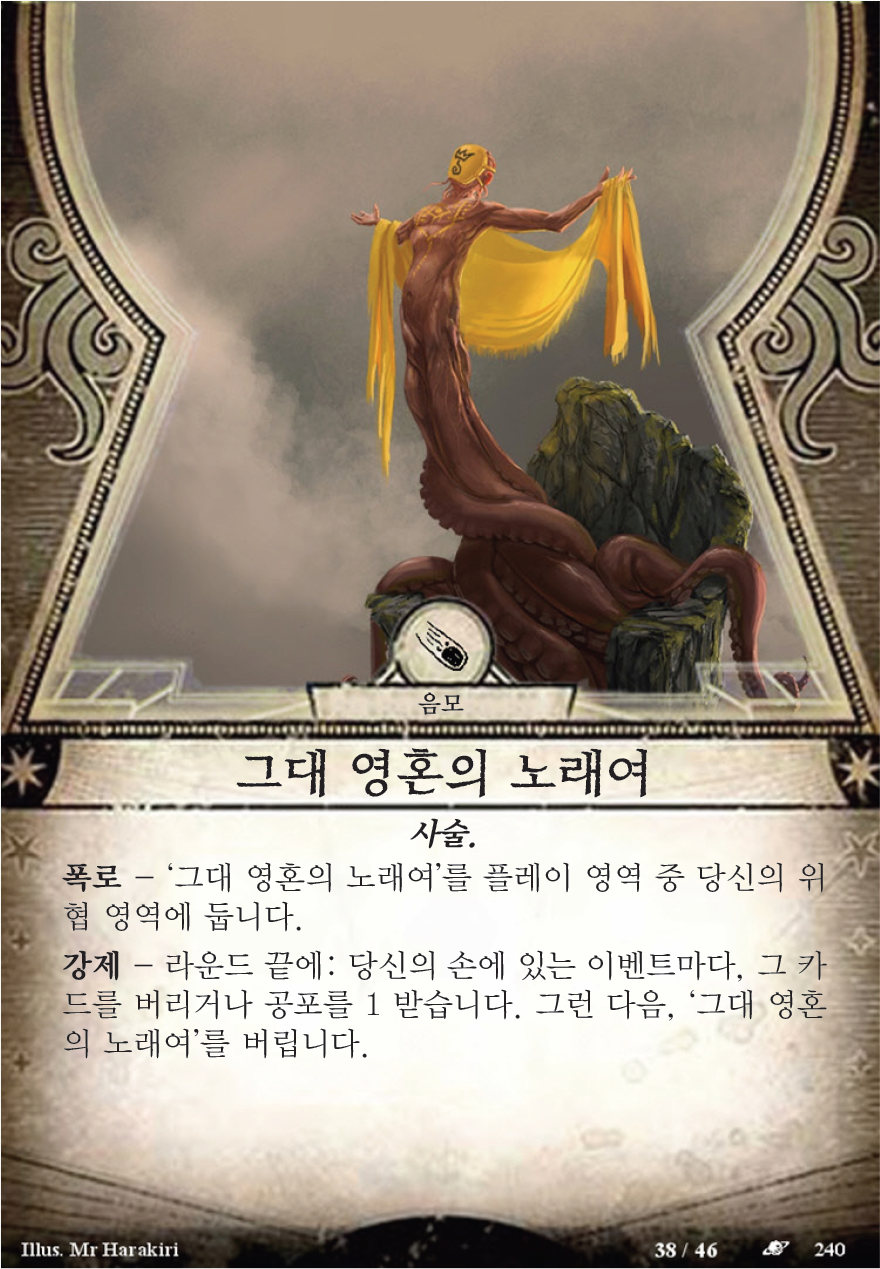 음모
그대 영혼의 노래여
사술.
폭로 – ‘그대 영혼의 노래여’를 플레이 영역 중 당신의 위
협 영역에 둡니다.
강제 – 라운드 끝에: 당신의 손에 있는 이벤트마다, 그 카
드를 버리거나 공포를 1 받습니다. 그런 다음, ‘그대 영혼
의 노래여’를 버립니다.
Illus. Mr Harakiri 38 / 46 240